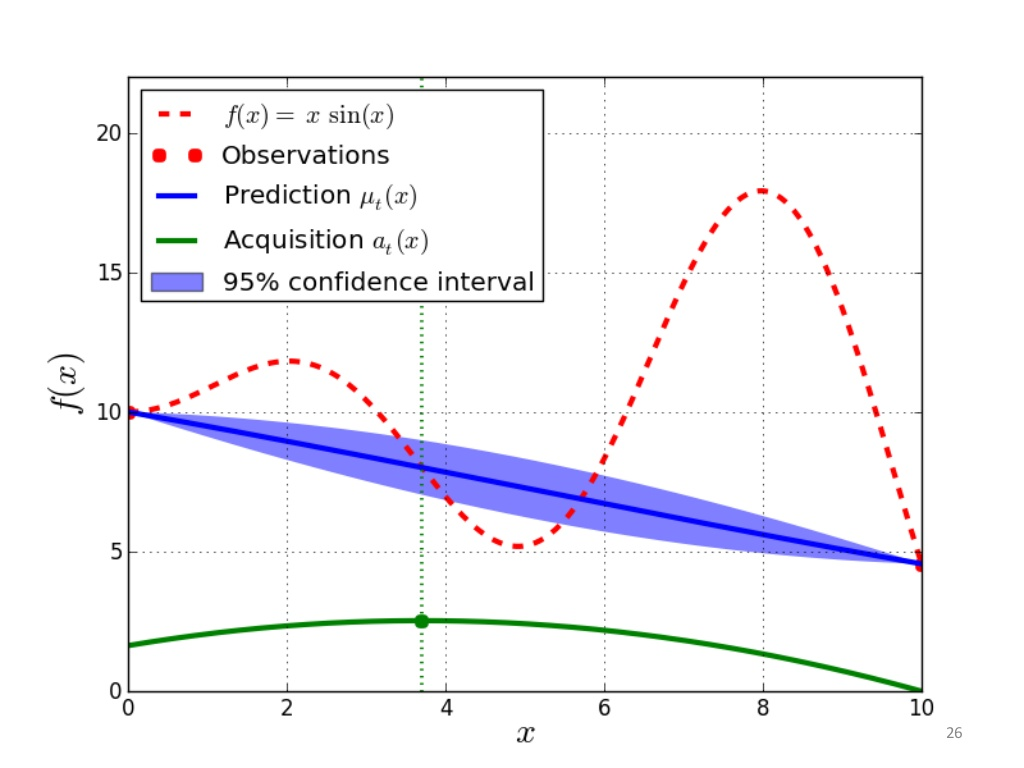 f(x) = x sin(x)
Observations
Prediction μₜ(x)
Acquisition aₜ(x)
95% confidence interval
20
15
10
5
0
f(x)
0 2 4 6 8 10
x
26